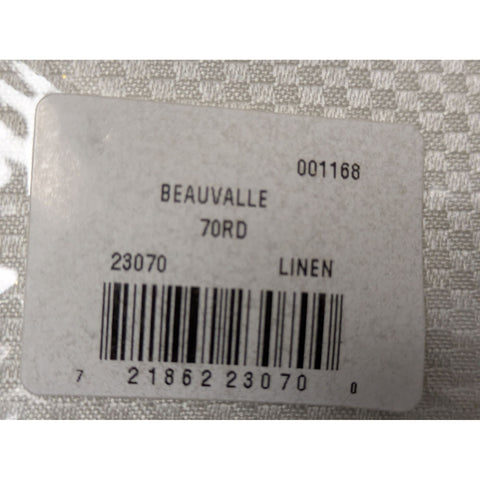 001168
BEAUVALLE
70RD
23070 LINEN
7 21862 23070 0